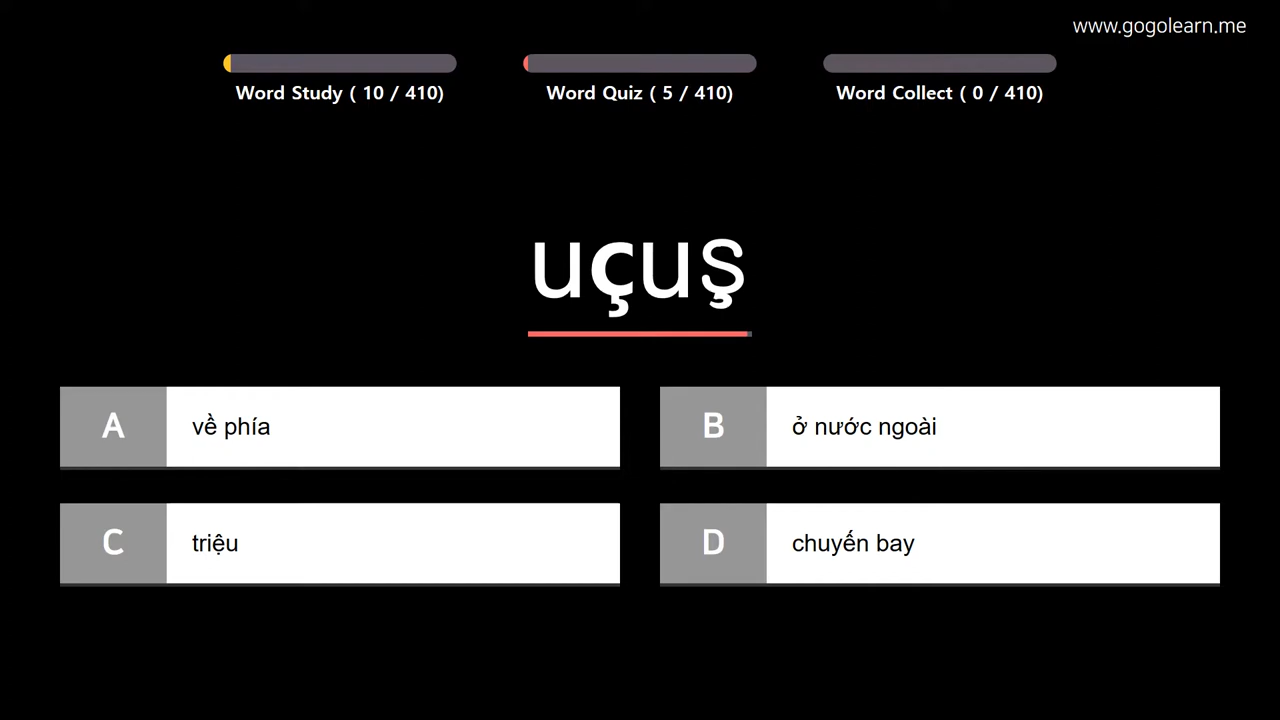 www.gogolearn.me
Word Study ( 10 / 410)
Word Quiz ( 5 / 410)
Word Collect ( 0 / 410)
uçuş
A về phía
B ở nước ngoài
C triệu
D chuyến bay